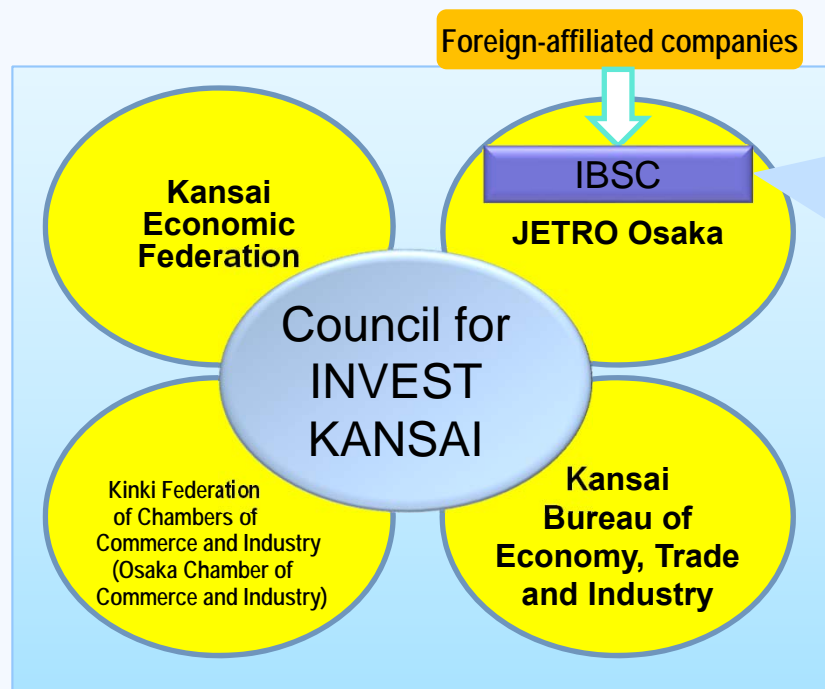 Foreign-affiliated companies
Kansai
Economic
Federation
IBSC
JETRO Osaka
Council for
INVEST
KANSAI
Kinki Federation
of Chambers of
Commerce and Industry
(Osaka Chamber of
Commerce and Industry)
Kansai
Bureau of
Economy, Trade
and Industry